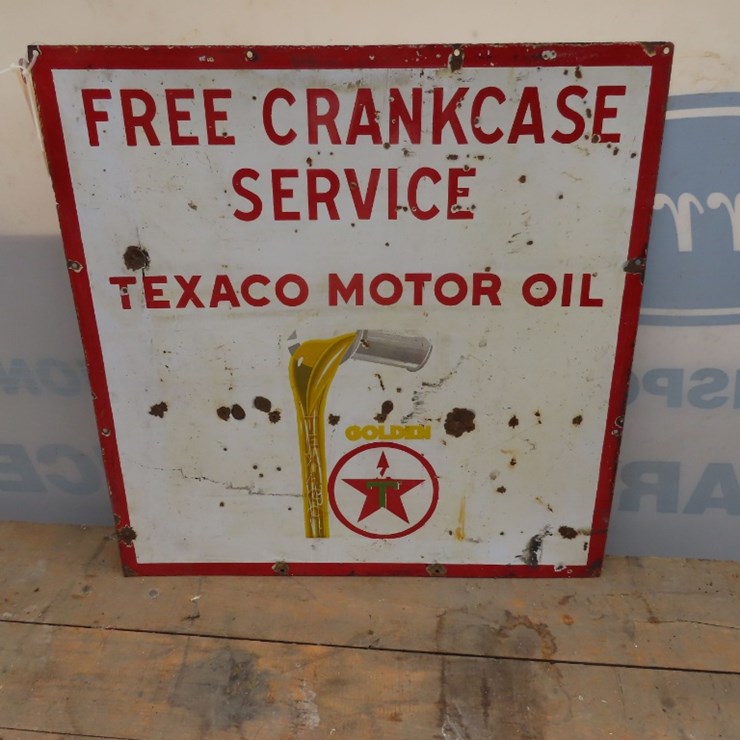 FREE CRANKCASE
SERVICE
TEXACO MOTOR OIL
GOLDEN
T